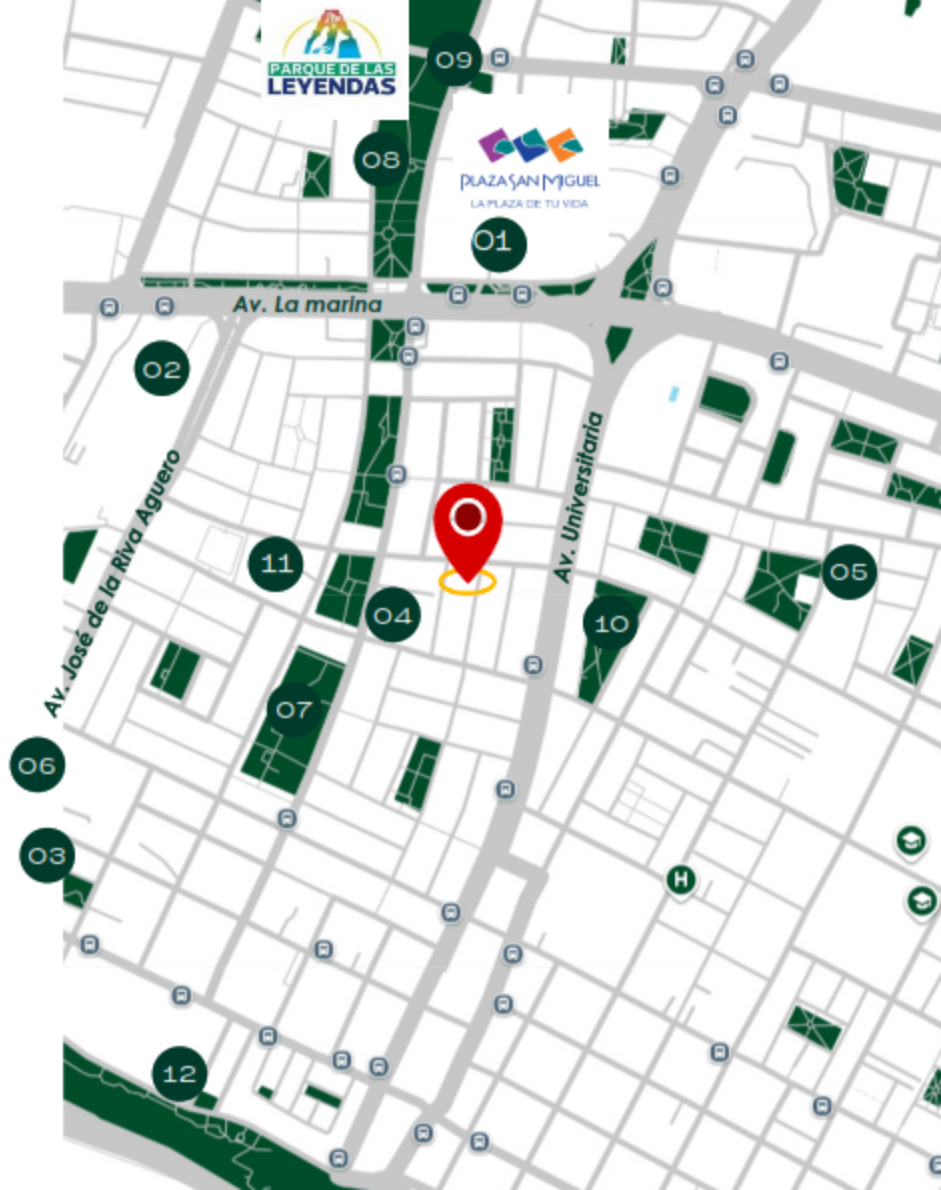 PARQUE DE LAS
LEYENDAS
09
08
PLAZA SAN MIGUEL
LA PLAZA DE TU VIDA
01
Av. La marina
02
Av. Universitaria
Av. José de la Riva Aguero
11
05
04
10
07
06
03
H
12